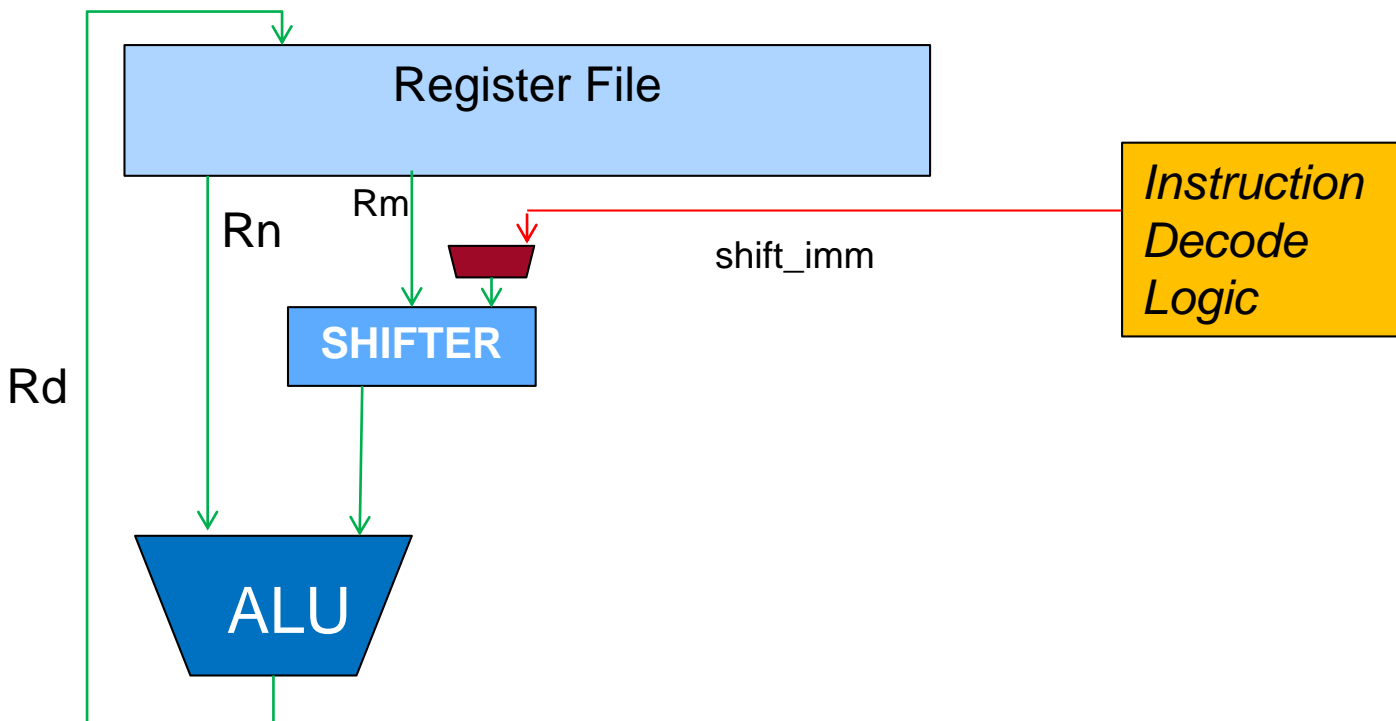 Register File
Rm
Rn
shift_imm
Instruction
Decode
Logic
SHIFTER
Rd
ALU